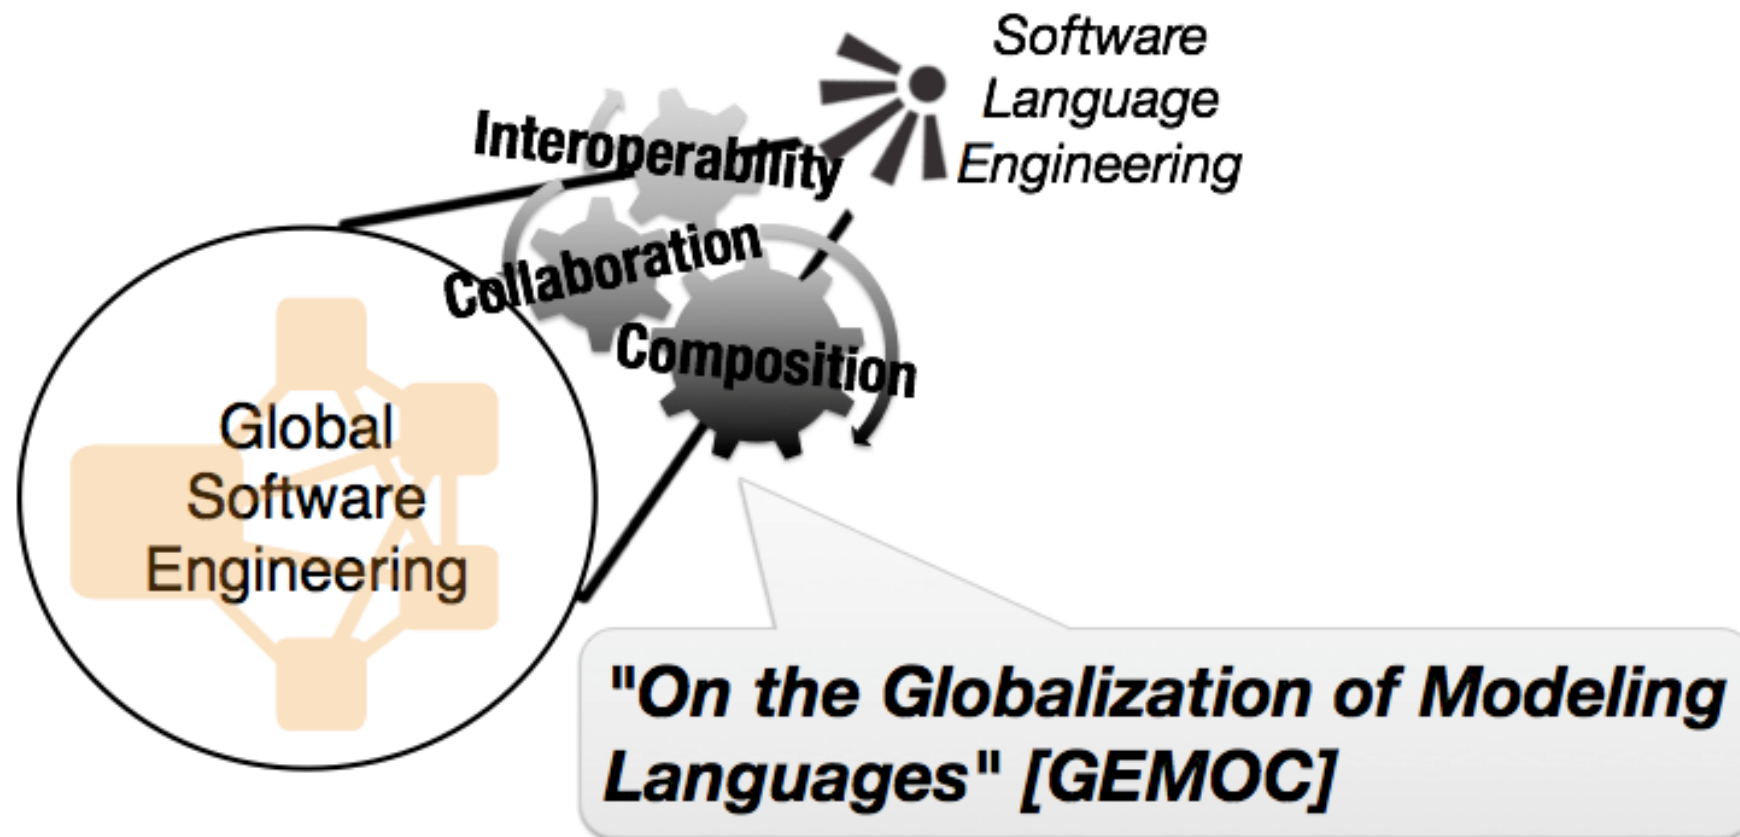 Software
Language
Engineering
Interoperability
Collaboration
Composition
Global
Software
Engineering
"On the Globalization of Modeling
Languages" [GEMOC]